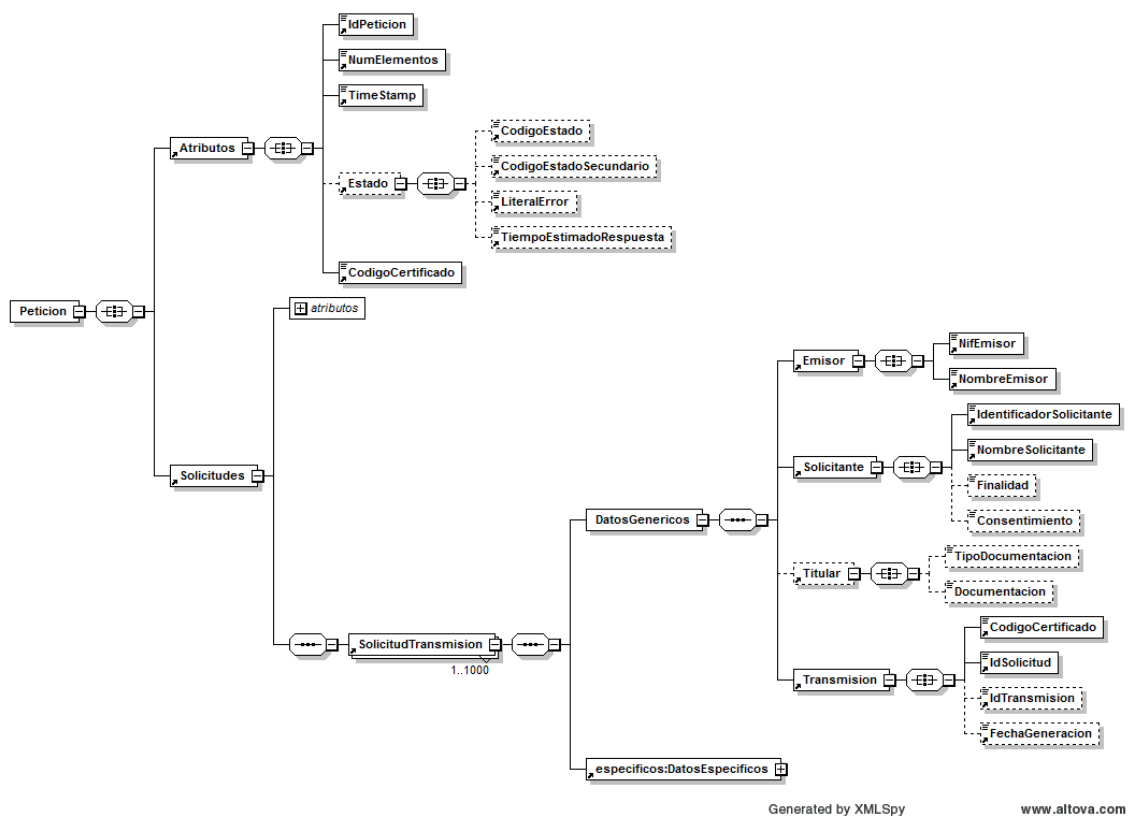 IdPeticion
NumElementos
TimeStamp
CodigoEstado
Atributos
CodigoEstadoSecundario
Estado
LiteralError
TiempoEstimadoRespuesta
CodigoCertificado
Peticion
atributos
NifEmisor
Emisor
NombreEmisor
IdentificadorSolicitante
NombreSolicitante
Solicitudes
Solicitante
Finalidad
DatosGenericos
Consentimiento
TipoDocumentacion
Titular
Documentacion
CodigoCertificado
SolicitudTransmision
1..1000
IdSolicitud
Transmision
IdTransmision
FechaGeneracion
especificos:DatosEspecificos
Generated by XMLSpy
www.altova.com